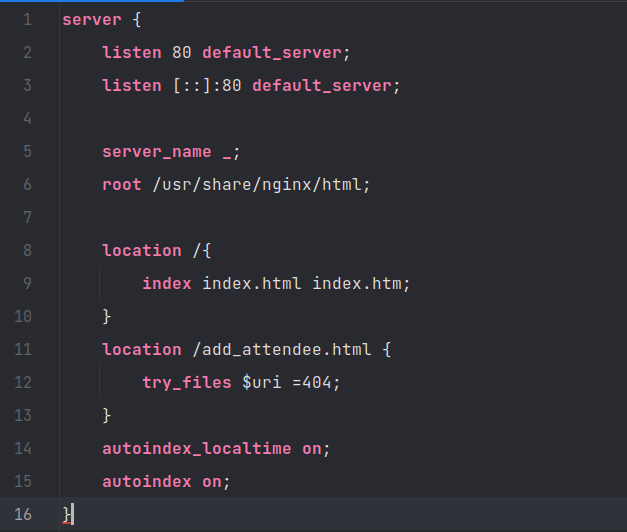 1 server {
2 listen 80 default_server;
3 listen [::]:80 default_server;
4
5 server_name _;
6 root /usr/share/nginx/html;
7
8 location /{
9 index index.html index.htm;
10 }
11 location /add_attendee.html {
12 try_files $uri =404;
13 }
14 autoindex_localtime on;
15 autoindex on;
16 }